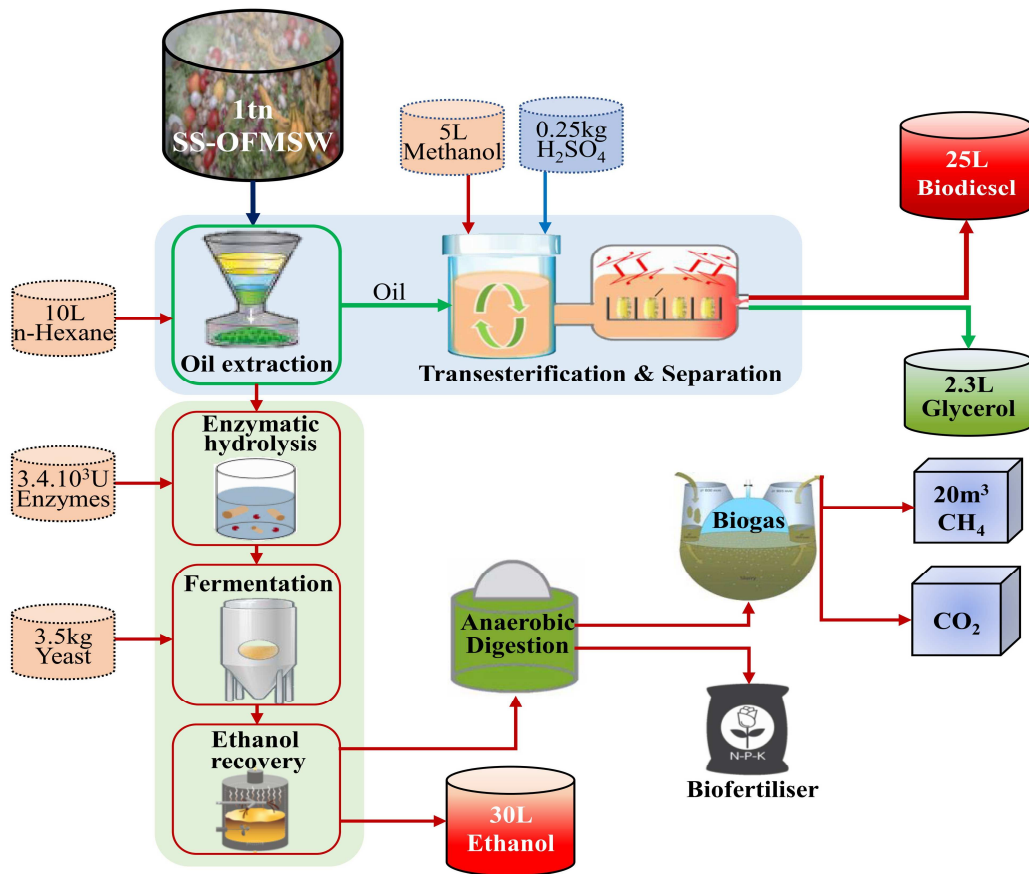 1tn
SS-OFMSW
5L
Methanol
0.25kg
H₂SO₄
25L
Biodiesel
10L
n-Hexane
Oil extraction
Oil
Transesterification & Separation
2.3L
Glycerol
Enzymatic
hydrolysis
3.4.10³U
Enzymes
Biogas
20m³
CH₄
Fermentation
3.5kg
Yeast
Anaerobic
Digestion
CO₂
Ethanol
recovery
N-P-K
Biofertiliser
30L
Ethanol